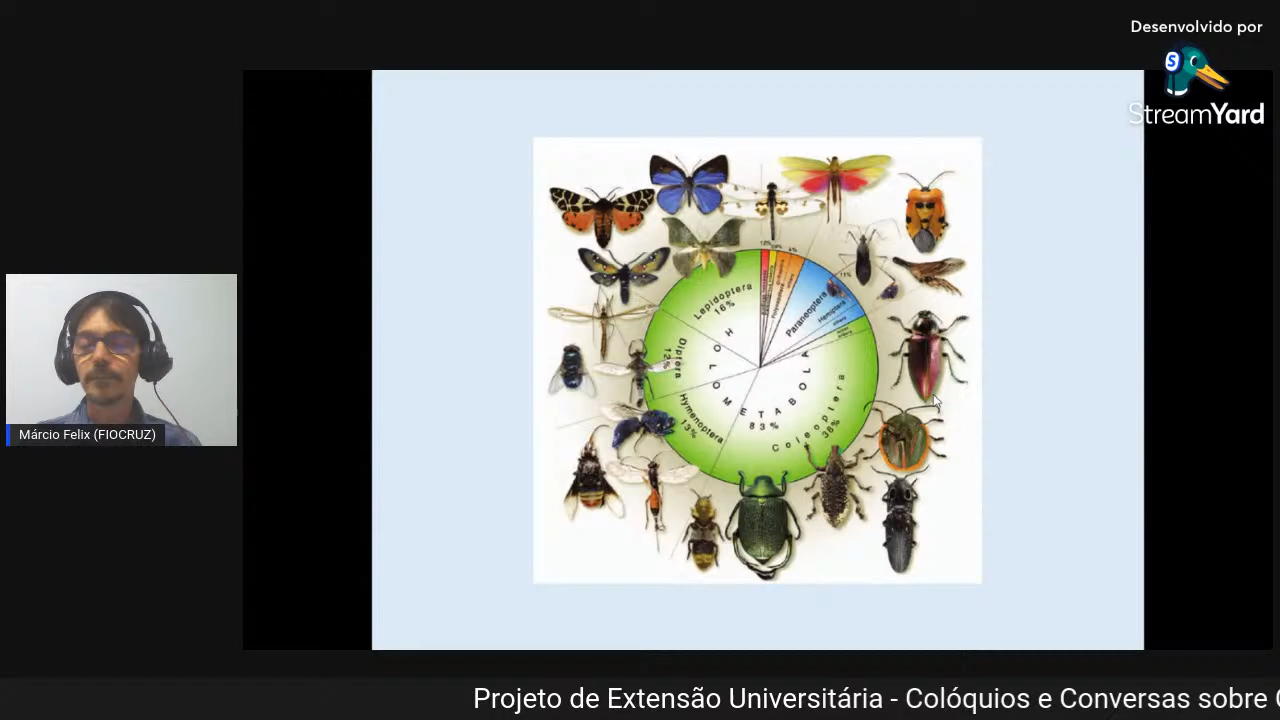 Desenvolvido por
StreamYard
Lepidoptera
16%
Diptera
12%
Hymenoptera
13%
HOLOMETABOLA
83%
Coleoptera
38%
Paraneoptera
11%
Hemiptera
Márcio Felix (FIOCRUZ)
Projeto de Extensão Universitária - Colóquios e Conversas sobre